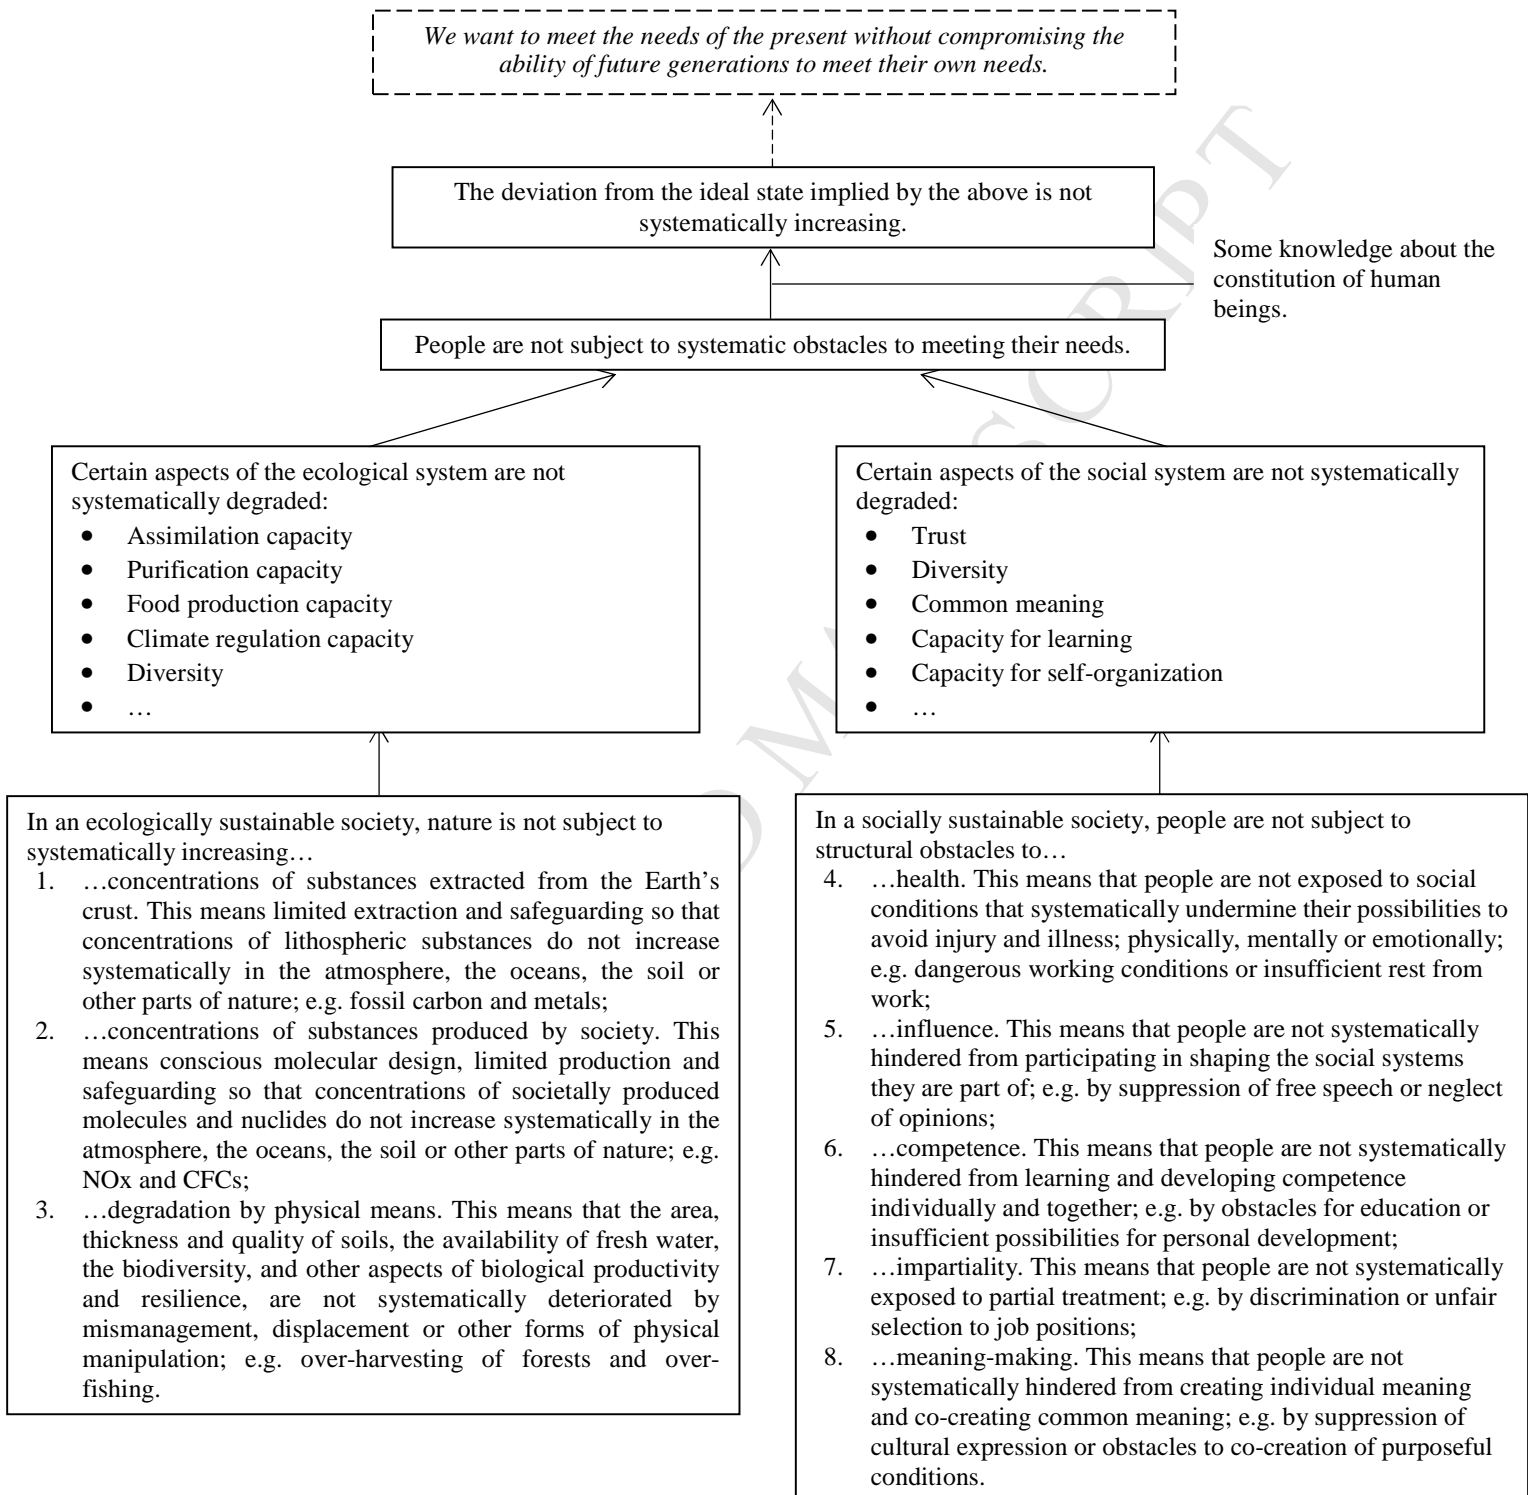 We want to meet the needs of the present without compromising the
ability of future generations to meet their own needs.
The deviation from the ideal state implied by the above is not
systematically increasing.
Some knowledge about the
constitution of human
beings.
People are not subject to systematic obstacles to meeting their needs.
Certain aspects of the ecological system are not
systematically degraded:
• Assimilation capacity
• Purification capacity
• Food production capacity
• Climate regulation capacity
• Diversity
• …
Certain aspects of the social system are not systematically
degraded:
• Trust
• Diversity
• Common meaning
• Capacity for learning
• Capacity for self-organization
• …
In an ecologically sustainable society, nature is not subject to
systematically increasing…
1. …concentrations of substances extracted from the Earth's
crust. This means limited extraction and safeguarding so that
concentrations of lithospheric substances do not increase
systematically in the atmosphere, the oceans, the soil or
other parts of nature; e.g. fossil carbon and metals;
2. …concentrations of substances produced by society. This
means conscious molecular design, limited production and
safeguarding so that concentrations of societally produced
molecules and nuclides do not increase systematically in the
atmosphere, the oceans, the soil or other parts of nature; e.g.
NOx and CFCs;
3. …degradation by physical means. This means that the area,
thickness and quality of soils, the availability of fresh water,
the biodiversity, and other aspects of biological productivity
and resilience, are not systematically deteriorated by
mismanagement, displacement or other forms of physical
manipulation; e.g. over-harvesting of forests and over-
fishing.
In a socially sustainable society, people are not subject to
structural obstacles to…
4. …health. This means that people are not exposed to social
conditions that systematically undermine their possibilities to
avoid injury and illness; physically, mentally or emotionally;
e.g. dangerous working conditions or insufficient rest from
work;
5. …influence. This means that people are not systematically
hindered from participating in shaping the social systems
they are part of; e.g. by suppression of free speech or neglect
of opinions;
6. …competence. This means that people are not systematically
hindered from learning and developing competence
individually and together; e.g. by obstacles for education or
insufficient possibilities for personal development;
7. …impartiality. This means that people are not systematically
exposed to partial treatment; e.g. by discrimination or unfair
selection to job positions;
8. …meaning-making. This means that people are not
systematically hindered from creating individual meaning
and co-creating common meaning; e.g. by suppression of
cultural expression or obstacles to co-creation of purposeful
conditions.